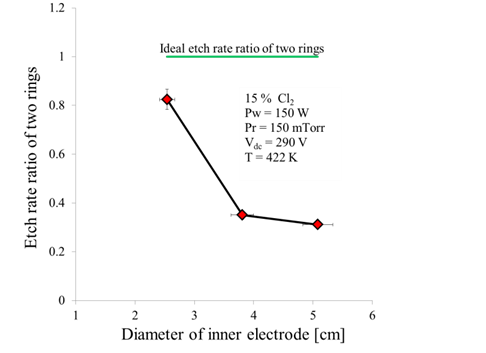 1.2
1
0.8
0.6
0.4
0.2
0
Etch rate ratio of two rings
Ideal etch rate ratio of two rings
15 % Cl₂
Pw = 150 W
Pr = 150 mTorr
V_dc = 290 V
T = 422 K
1 2 3 4 5 6
Diameter of inner electrode [cm]